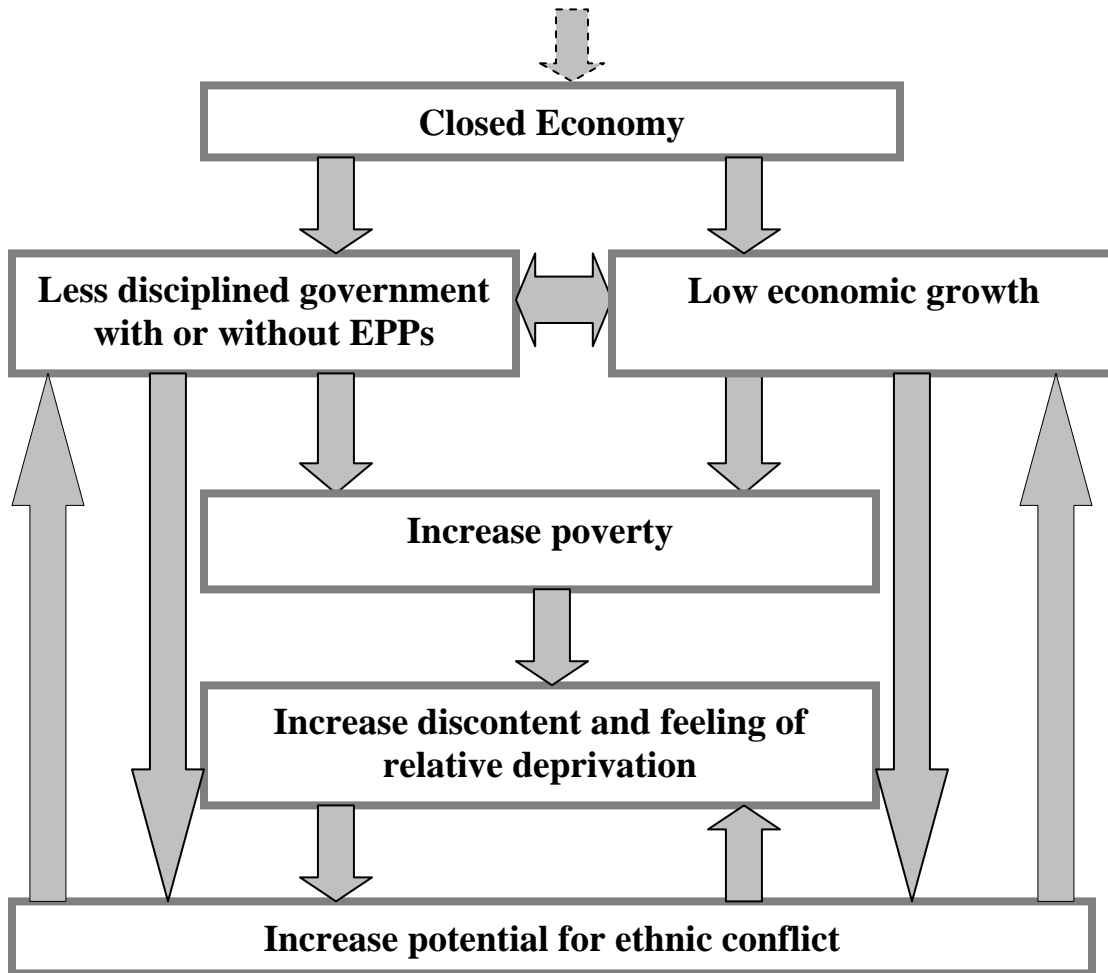 Closed Economy
Less disciplined government
with or without EPPs
Low economic growth
Increase poverty
Increase discontent and feeling of
relative deprivation
Increase potential for ethnic conflict